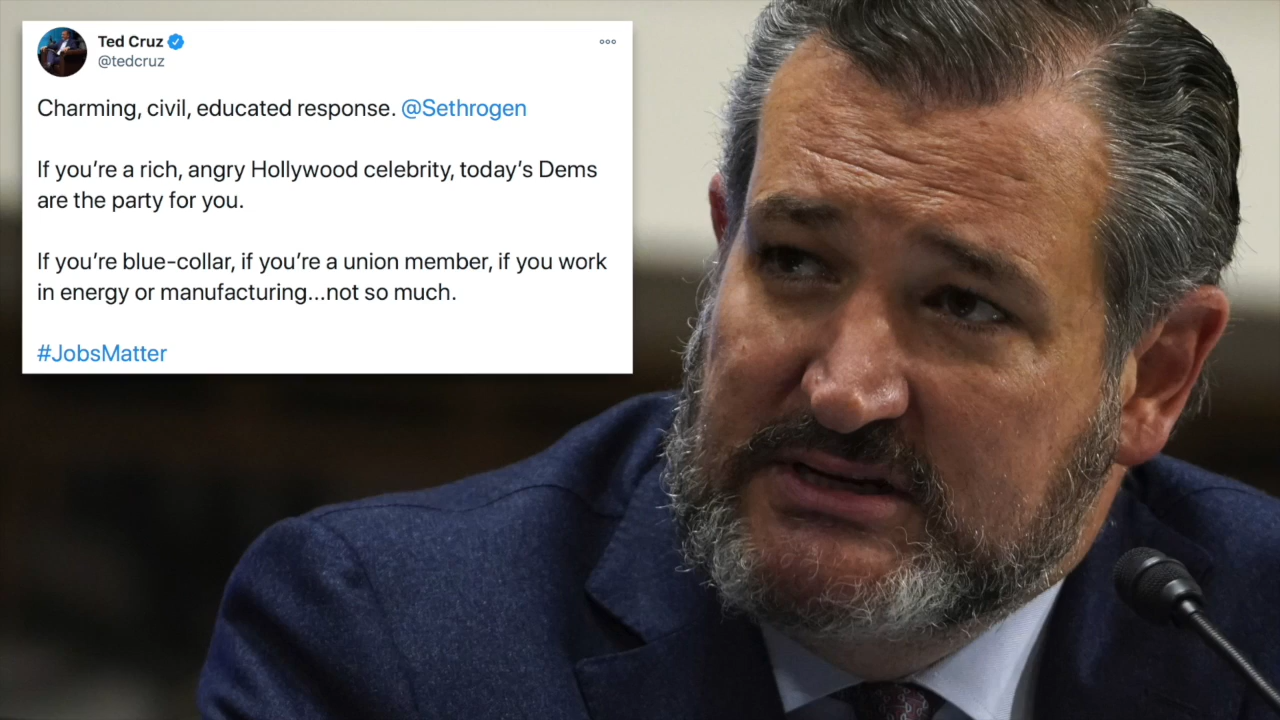 Ted Cruz
@tedcruz
Charming, civil, educated response. @Sethrogen
If you're a rich, angry Hollywood celebrity, today's Dems
are the party for you.
If you’re blue-collar, if you’re a union member, if you work
in energy or manufacturing...not so much.
#JobsMatter